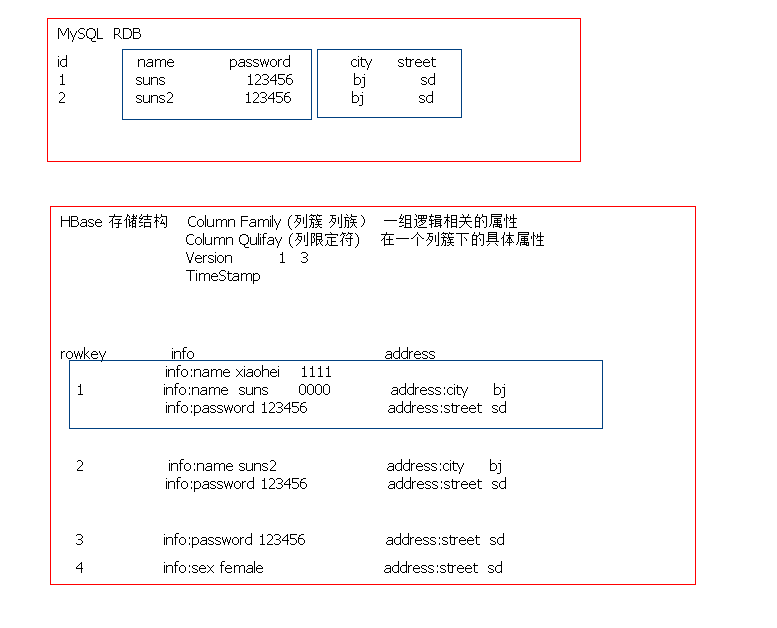 MySQL RDB
id name password city street
1 suns 123456 bj sd
2 suns2 123456 bj sd
HBase 存储结构 Column Family (列簇 列族） 一组逻辑相关的属性
Column Qulifay (列限定符) 在一个列簇下的具体属性
Version 1 3
TimeStamp
rowkey info address
info:name xiaohei 1111
1 info:name suns 0000 address:city bj
info:password 123456 address:street sd
2 info:name suns2 address:city bj
info:password 123456 address:street sd
3 info:password 123456 address:street sd
4 info:sex female address:street sd